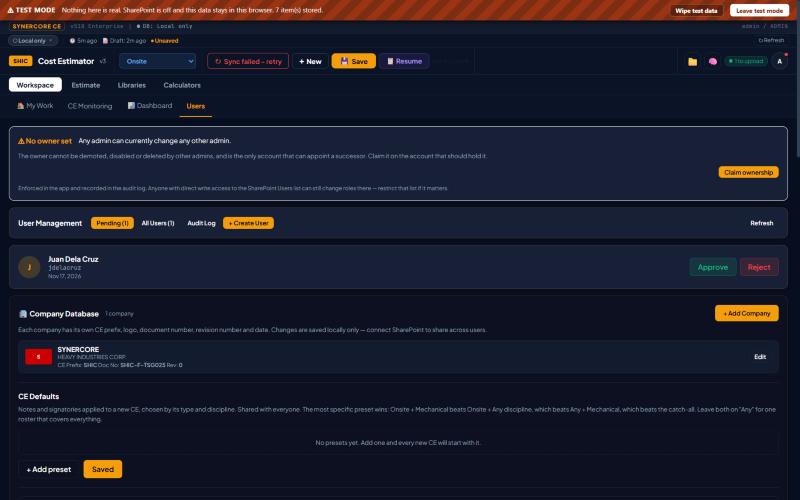 ⚠ TEST MODE Nothing here is real. SharePoint is off and this data stays in this browser. 7 item(s) stored. Wipe test data Leave test mode
SYNERCORE CE v518 Enterprise | ● DB: Local only admin / ADMIN
Local only 5m ago Draft: 2m ago ● Unsaved Refresh
SHIC Cost Estimator v3 Onsite ↻ Sync failed – retry + New Save Resume 1 to upload A
Workspace Estimate Libraries Calculators
My Work CE Monitoring Dashboard Users
⚠ No owner set Any admin can currently change any other admin.
The owner cannot be demoted, disabled or deleted by other admins, and is the only account that can appoint a successor. Claim it on the account that should hold it.
Claim ownership
Enforced in the app and recorded in the audit log. Anyone with direct write access to the SharePoint Users list can still change roles there — restrict that list if it matters.
User Management Pending (1) All Users (1) Audit Log + Create User Refresh
J Juan Dela Cruz
jdelacruz
Nov 17, 2026
Approve Reject
Company Database 1 company + Add Company
Each company has its own CE prefix, logo, document number, revision number and date. Changes are saved locally only — connect SharePoint to share across users.
S SYNERCORE
HEAVY INDUSTRIES CORP.
CE Prefix: SHIC Doc No: SHIC-F-TSG025 Rev: 0
Edit
CE Defaults
Notes and signatories applied to a new CE, chosen by its type and discipline. Shared with everyone. The most specific preset wins: Onsite + Mechanical beats Onsite + Any discipline, which beats Any + Mechanical, which beats the catch-all. Leave both on "Any" for one
roster that covers everything.
No presets yet. Add one and every new CE will start with it.
+ Add preset Saved